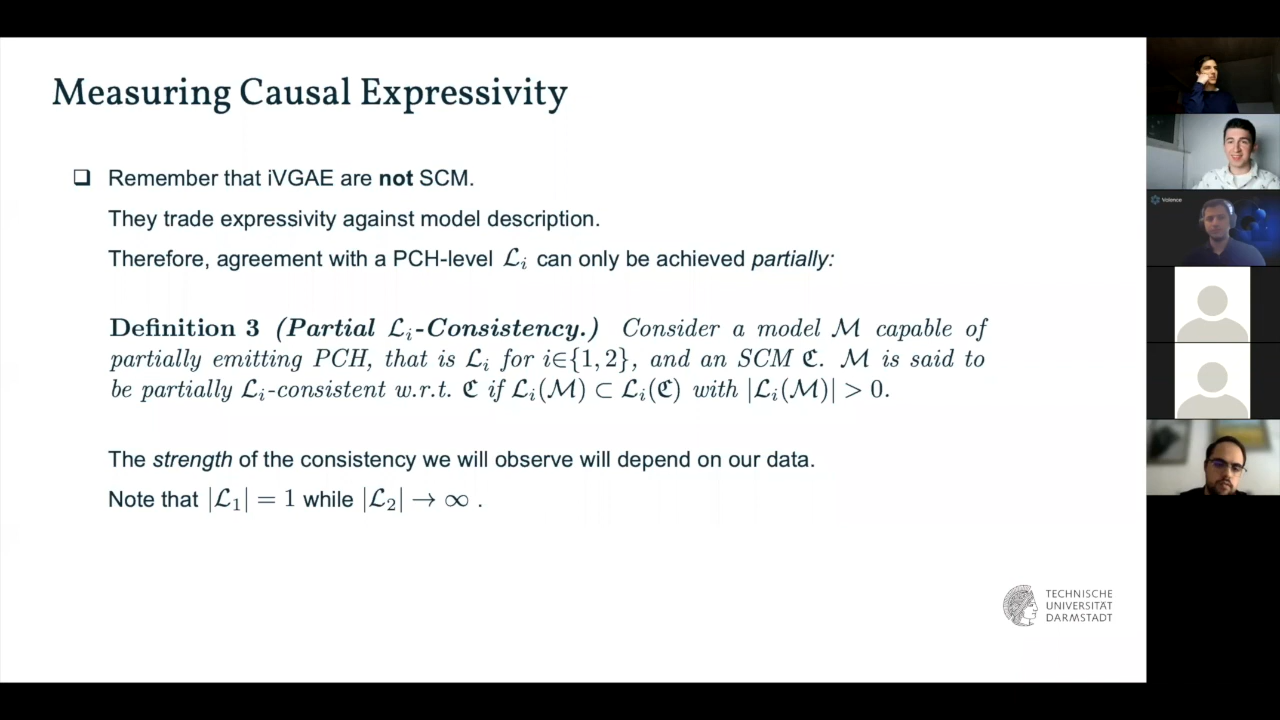 Measuring Causal Expressivity
❑ Remember that iVGAE are not SCM.
They trade expressivity against model description.
Therefore, agreement with a PCH-level ℒᵢ can only be achieved partially:
Definition 3 (Partial ℒᵢ-Consistency.) Consider a model ℳ capable of
partially emitting PCH, that is ℒᵢ for i∈{1, 2}, and an SCM ℭ. ℳ is said to
be partially ℒᵢ-consistent w.r.t. ℭ if ℒᵢ(ℳ) ⊂ ℒᵢ(ℭ) with |ℒᵢ(ℳ)| > 0.
The strength of the consistency we will observe will depend on our data.
Note that |ℒ₁| = 1 while |ℒ₂| → ∞ .
TECHNISCHE
UNIVERSITÄT
DARMSTADT
Valence